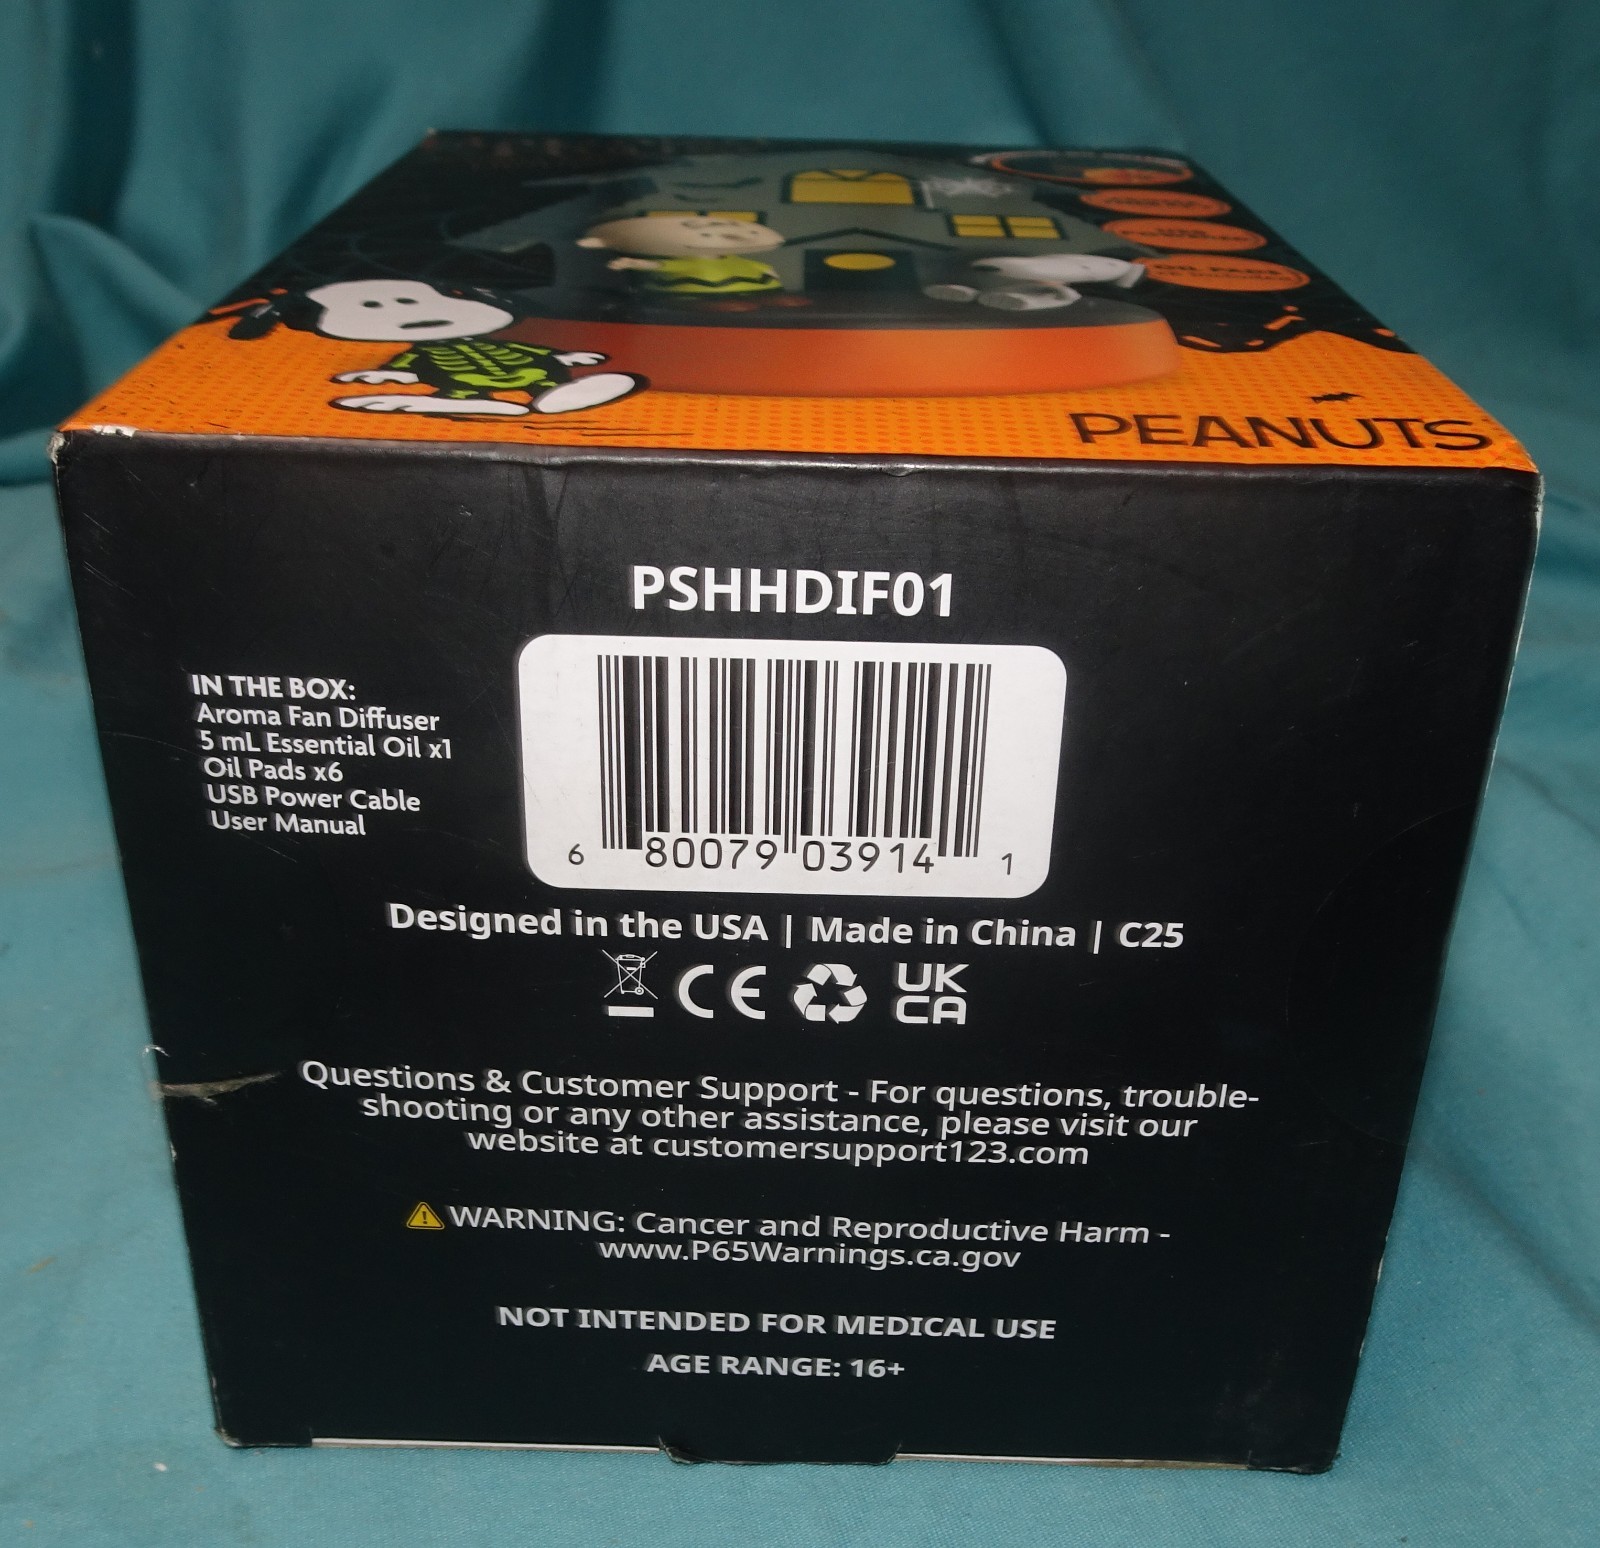 PEANUTS
PSHHDIF01
IN THE BOX:
Aroma Fan Diffuser
5 mL Essential Oil x1
Oil Pads x6
USB Power Cable
User Manual
6 80079 03914 1
Designed in the USA | Made in China | C25
CE
UK
CA
Questions & Customer Support - For questions, trouble-
shooting or any other assistance, please visit our
website at customersupport123.com
WARNING: Cancer and Reproductive Harm -
www.P65Warnings.ca.gov
NOT INTENDED FOR MEDICAL USE
AGE RANGE: 16+